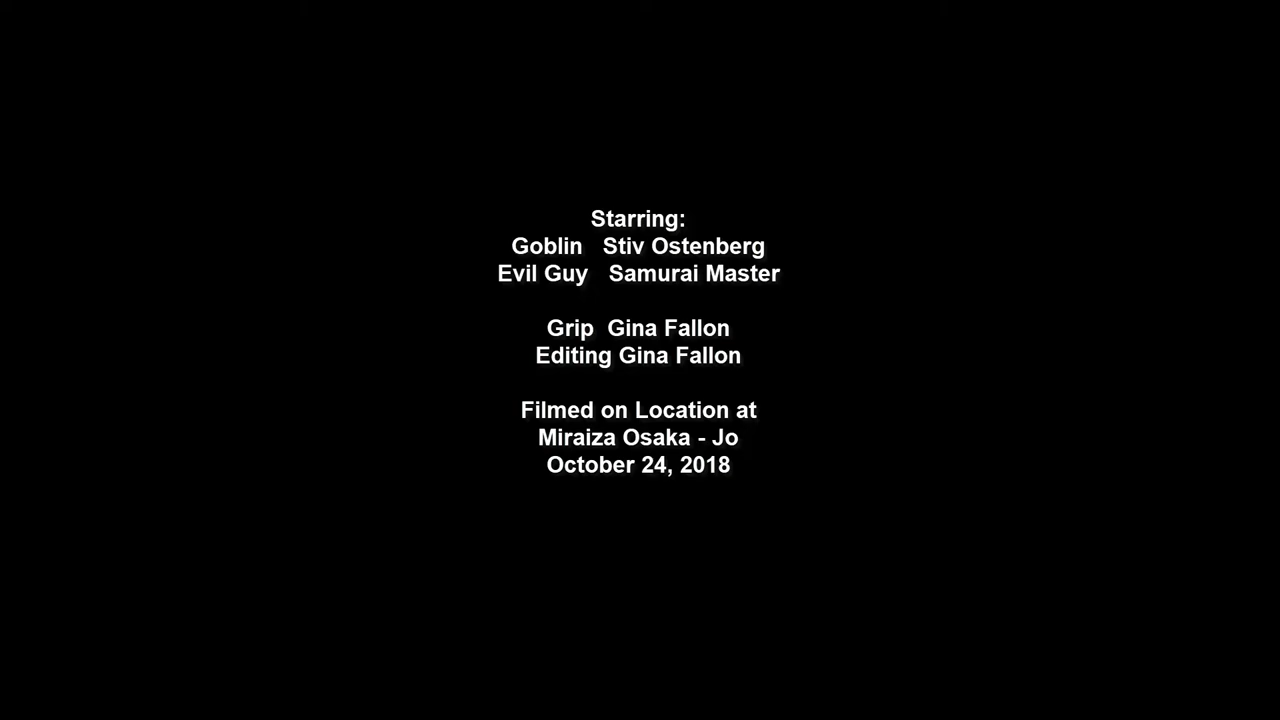 Starring:
Goblin   Stiv Ostenberg
Evil Guy   Samurai Master
Grip  Gina Fallon
Editing Gina Fallon
Filmed on Location at
Miraiza Osaka - Jo
October 24, 2018